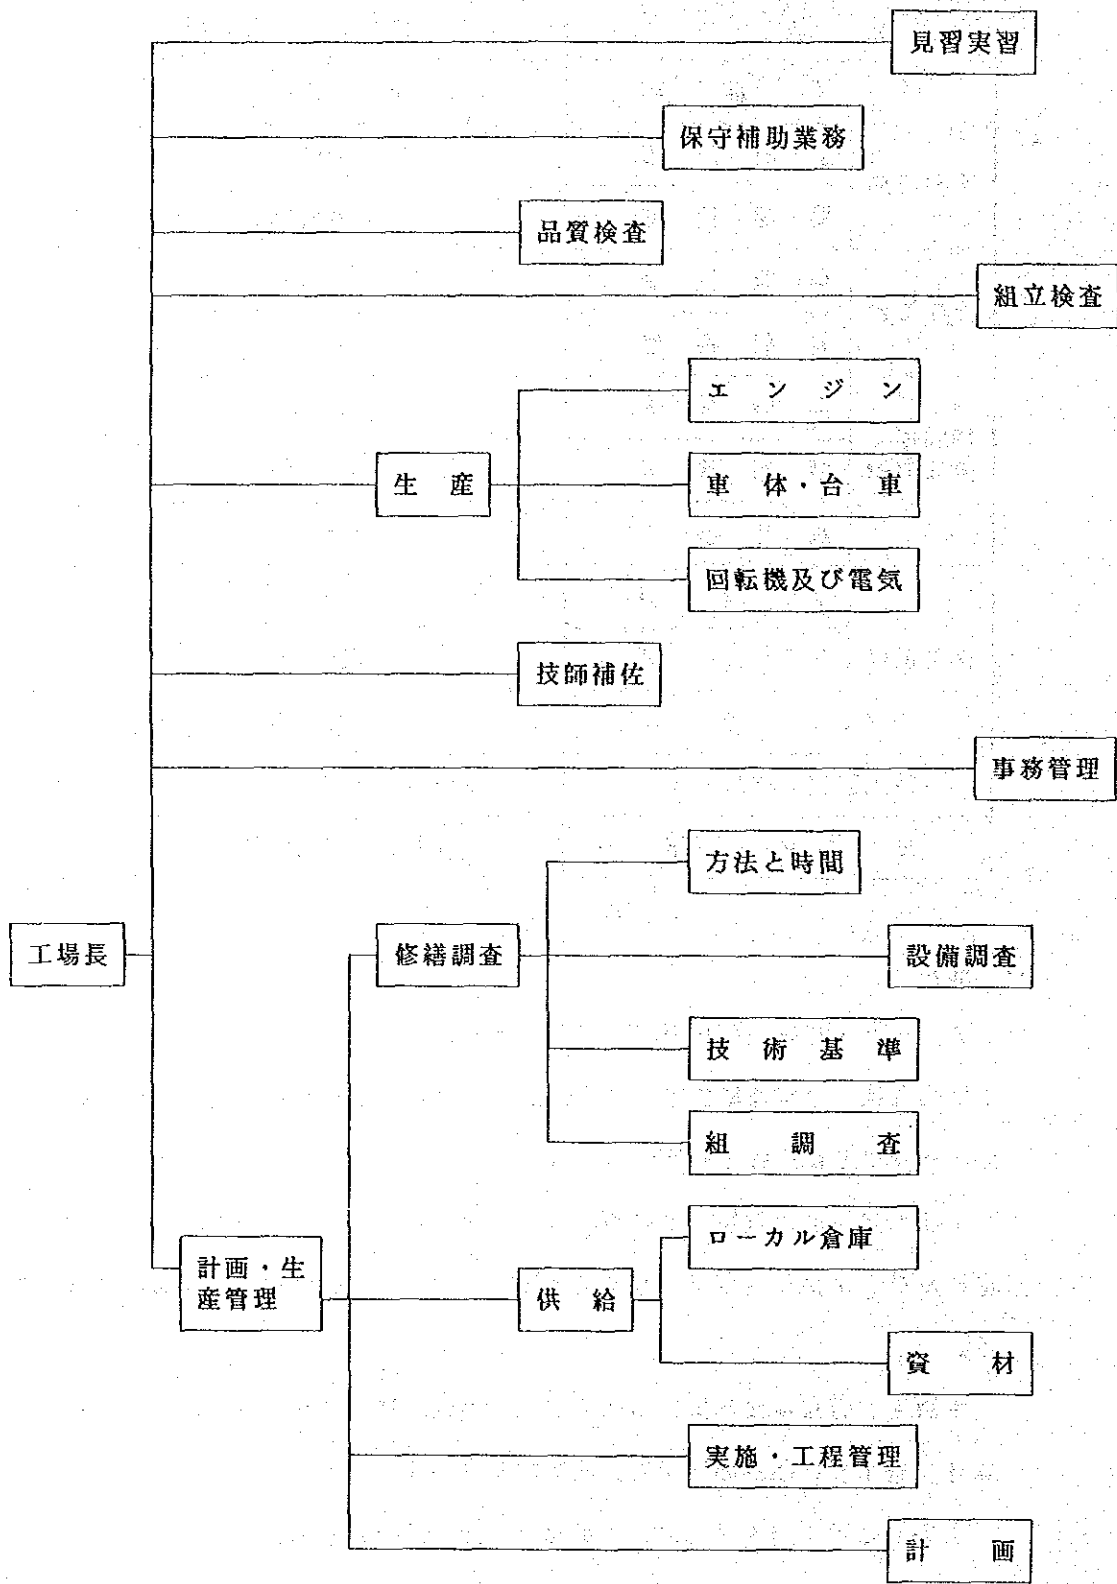 見習実習
保守補助業務
品質検査
組立検査
エンジン
生産
車体・台車
回転機及び電気
技師補佐
事務管理
方法と時間
工場長
修繕調査
設備調査
技術基準
組調査
ローカル倉庫
計画・生
産管理
供給
資材
実施・工程管理
計画